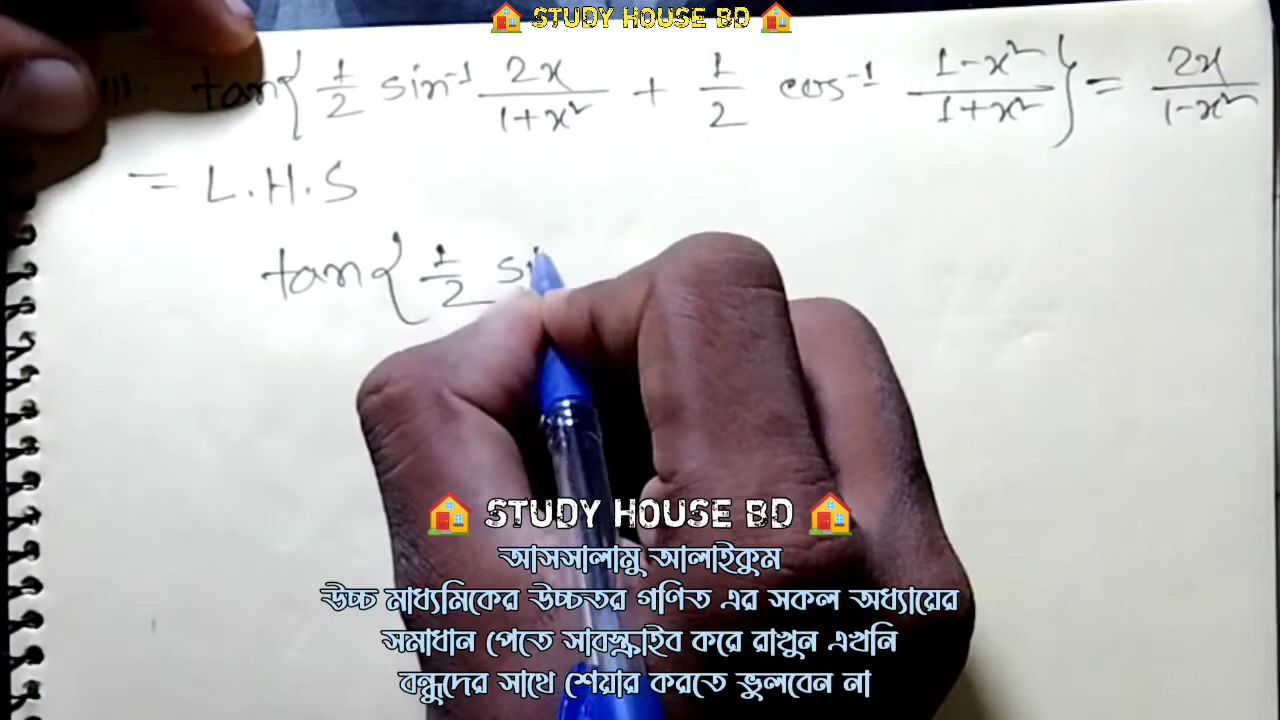 🏠 STUDY HOUSE BD 🏠
III. tan{ 1/2 sin⁻¹ 2x/1+x² + 1/2 cos⁻¹ 1-x²/1+x² } = 2x/1-x²
= L.H.S
tan{ 1/2 si
🏠 STUDY HOUSE BD 🏠
আসসালামু আলাইকুম
উচ্চ মাধ্যমিকের উচ্চতর গণিত এর সকল অধ্যায়ের
সমাধান পেতে সাবস্ক্রাইব করে রাখুন এখনি
বন্ধুদের সাথে শেয়ার করতে ভুলবেন না